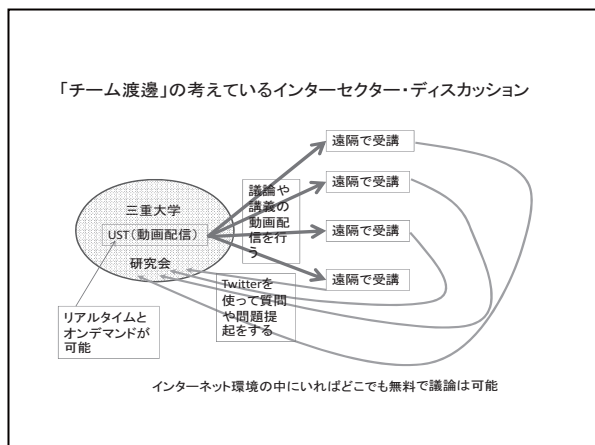 「チーム渡邊」の考えているインターセクター・ディスカッション
遠隔で受講
遠隔で受講
遠隔で受講
遠隔で受講
三重大学
UST（動画配信）
研究会
議論や
講義の
動画配
信を行
う
Twitterを
使って質問
や問題提
起をする
リアルタイムと
オンデマンドが
可能
インターネット環境の中にいればどこでも無料で議論は可能